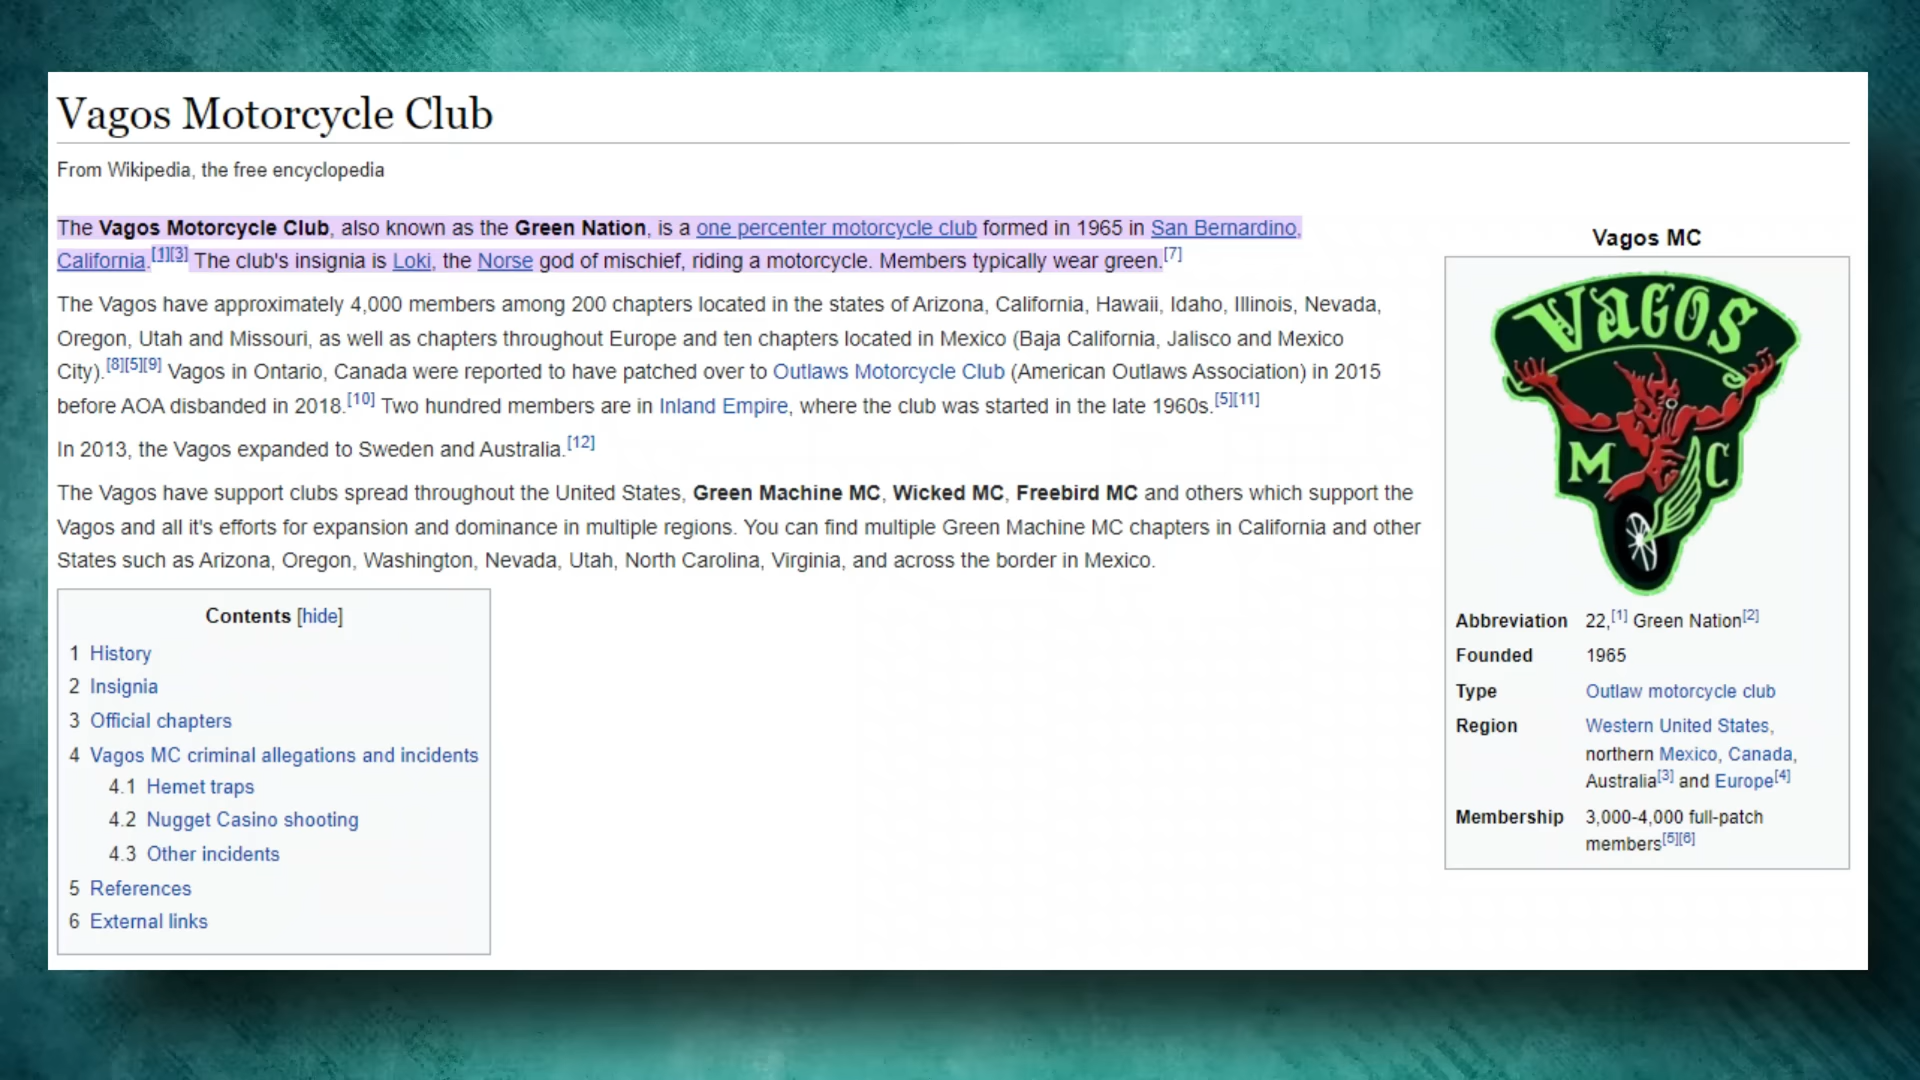 Vagos Motorcycle Club
From Wikipedia, the free encyclopedia
The Vagos Motorcycle Club, also known as the Green Nation, is a one percenter motorcycle club formed in 1965 in San Bernardino,
California.[1][3] The club's insignia is Loki, the Norse god of mischief, riding a motorcycle. Members typically wear green.[7]
The Vagos have approximately 4,000 members among 200 chapters located in the states of Arizona, California, Hawaii, Idaho, Illinois, Nevada,
Oregon, Utah and Missouri, as well as chapters throughout Europe and ten chapters located in Mexico (Baja California, Jalisco and Mexico
City).[8][5][9] Vagos in Ontario, Canada were reported to have patched over to Outlaws Motorcycle Club (American Outlaws Association) in 2015
before AOA disbanded in 2018.[10] Two hundred members are in Inland Empire, where the club was started in the late 1960s.[5][11]
In 2013, the Vagos expanded to Sweden and Australia.[12]
The Vagos have support clubs spread throughout the United States, Green Machine MC, Wicked MC, Freebird MC and others which support the
Vagos and all it's efforts for expansion and dominance in multiple regions. You can find multiple Green Machine MC chapters in California and other
States such as Arizona, Oregon, Washington, Nevada, Utah, North Carolina, Virginia, and across the border in Mexico.
Contents [hide]
1 History
2 Insignia
3 Official chapters
4 Vagos MC criminal allegations and incidents
4.1 Hemet traps
4.2 Nugget Casino shooting
4.3 Other incidents
5 References
6 External links
Vagos MC
VAGOS
M C
Abbreviation 22,[1] Green Nation[2]
Founded 1965
Type Outlaw motorcycle club
Region Western United States,
northern Mexico, Canada,
Australia[3] and Europe[4]
Membership 3,000-4,000 full-patch
members[5][6]